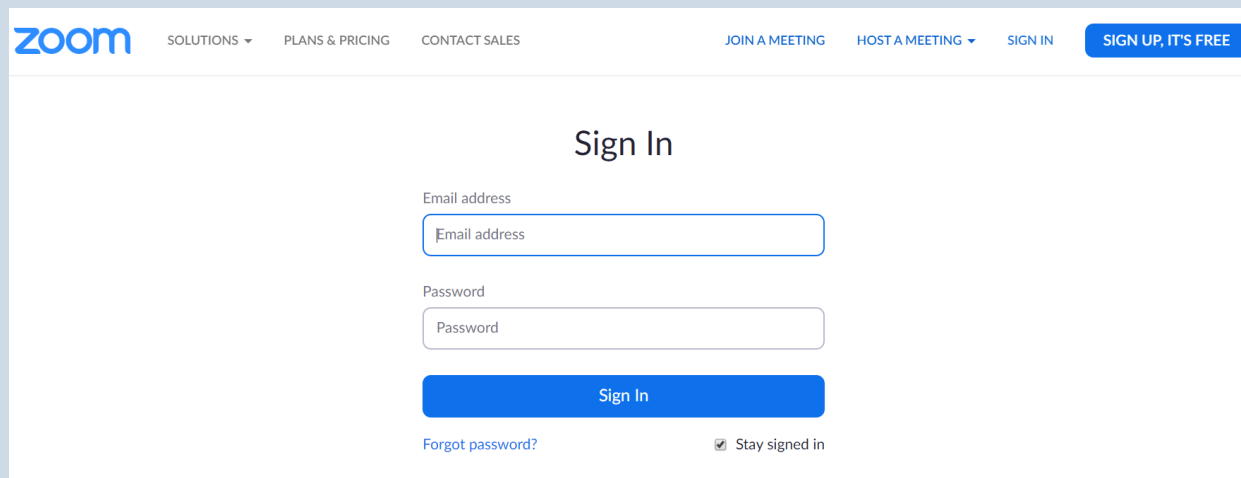 zoom SOLUTIONS PLANS & PRICING CONTACT SALES JOIN A MEETING HOST A MEETING SIGN IN SIGN UP, IT'S FREE
Sign In
Email address
Email address
Password
Password
Sign In
Forgot password? Stay signed in